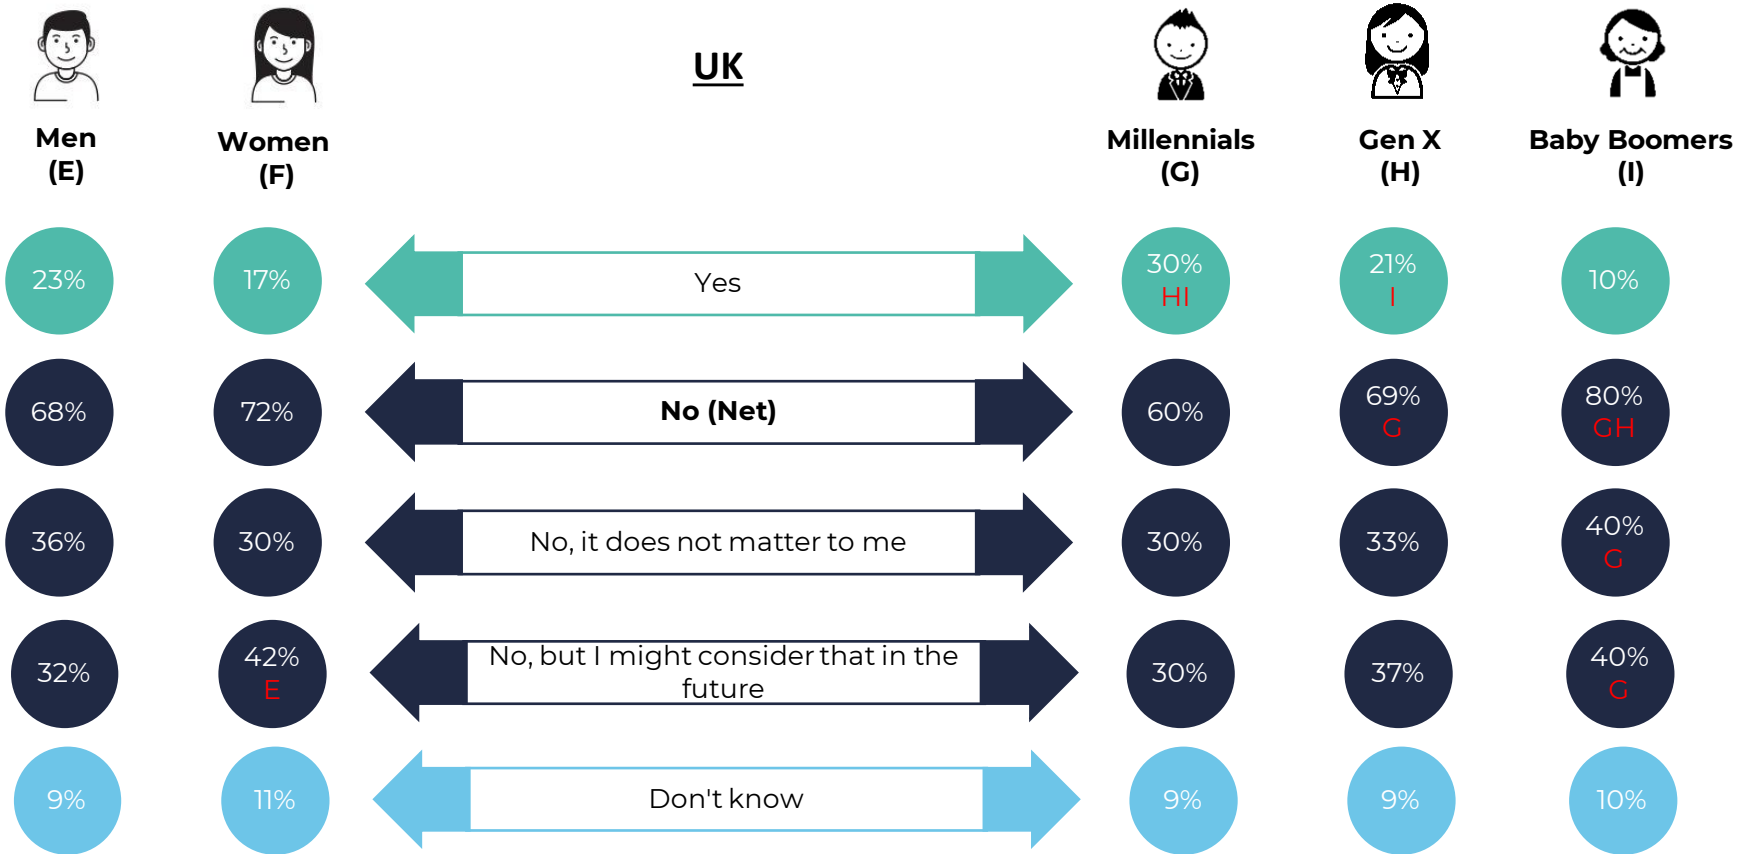 UK
Men
(E)
Women
(F)
Millennials
(G)
Gen X
(H)
Baby Boomers
(I)
23%
17%
Yes
30%
HI
21%
I
10%
68%
72%
No (Net)
60%
69%
G
80%
GH
36%
30%
No, it does not matter to me
30%
33%
40%
G
32%
42%
E
No, but I might consider that in the
future
30%
37%
40%
G
9%
11%
Don't know
9%
9%
10%